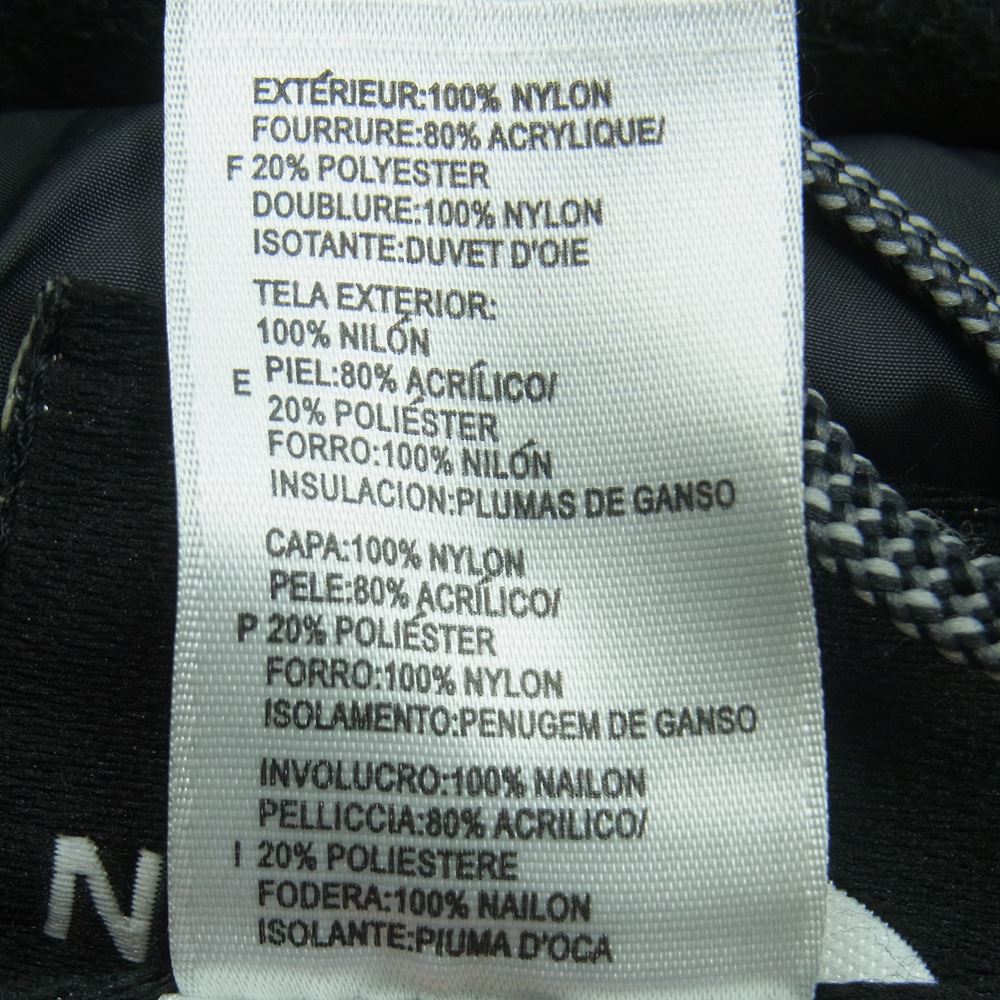 EXTÉRIEUR:100% NYLON
FOURRURE:80% ACRYLIQUE/
F 20% POLYESTER
DOUBLURE:100% NYLON
ISOTANTE:DUVET D'OIE
TELA EXTERIOR:
100% NILÓN
E PIEL:80% ACRÍLICO/
20% POLIÉSTER
FORRO:100% NILÓN
INSULACION:PLUMAS DE GANSO
CAPA:100% NYLON
PELE:80% ACRÍLICO/
P 20% POLIÉSTER
FORRO:100% NYLON
ISOLAMENTO:PENUGEM DE GANSO
INVOLUCRO:100% NAILON
PELLICCIA:80% ACRILICO/
I 20% POLIESTERE
FODERA:100% NAILON
ISOLANTE:PIUMA D'OCA
N